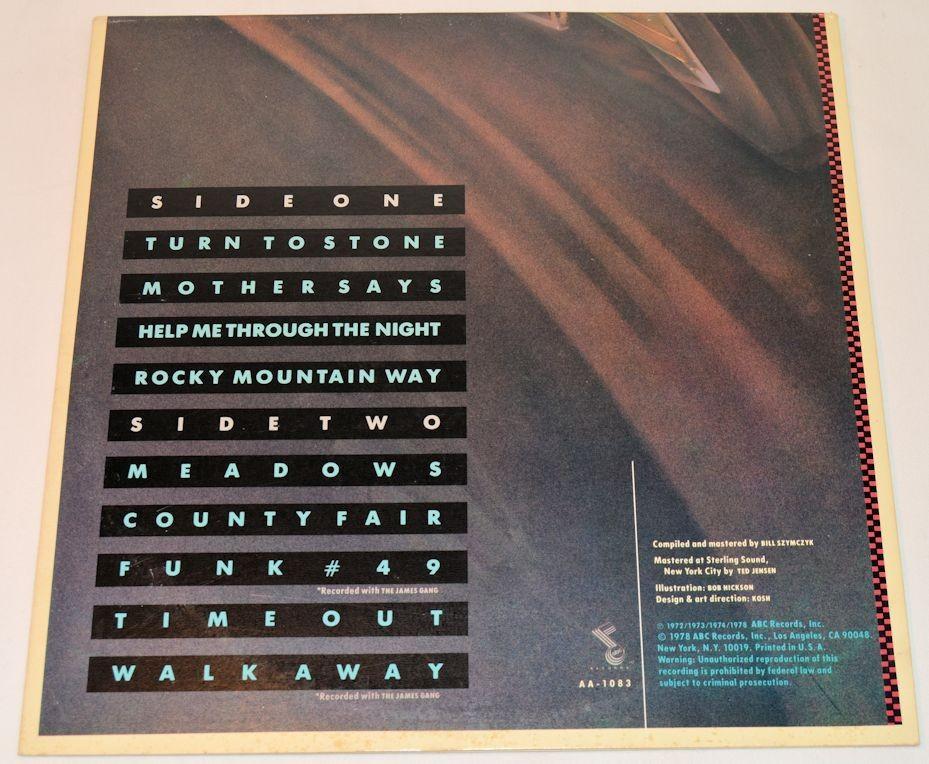 SIDE ONE
TURN TO STONE
MOTHER SAYS
HELP ME THROUGH THE NIGHT
ROCKY MOUNTAIN WAY
SIDE TWO
MEADOWS
COUNTY FAIR
FUNK #49
*Recorded with THE JAMES GANG
TIME OUT
WALK AWAY
*Recorded with THE JAMES GANG
AA-1083
Compiled and mastered by BILL SZYMCZYK
Mastered at Sterling Sound,
New York City by TED JENSEN
Illustration: BOB HICKSON
Design & art direction: KOSH
℗ 1972/1973/1974/1978 ABC Records, Inc.
© 1978 ABC Records, Inc., Los Angeles, CA 90048.
New York, N.Y. 10019. Printed in U.S.A.
Warning: Unauthorized reproduction of this
recording is prohibited by federal law and
subject to criminal prosecution.